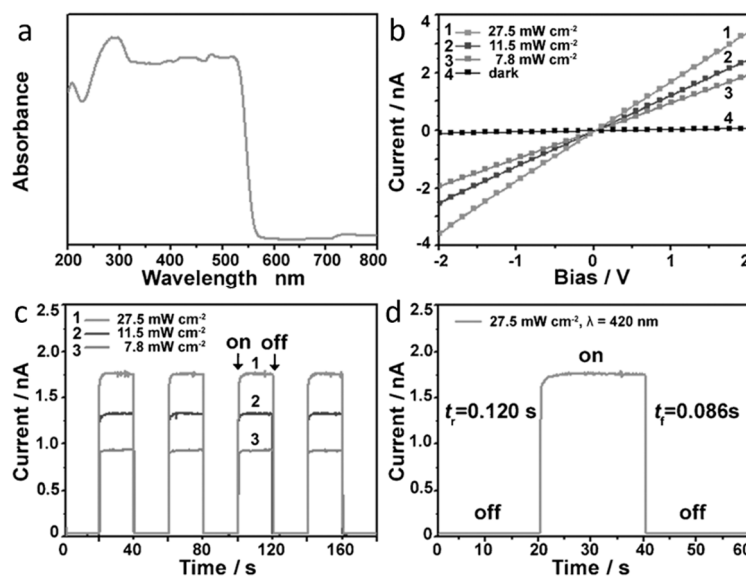 a
Absorbance
200 300 400 500 600 700 800
Wavelength nm
b
1 27.5 mW cm⁻²
2 11.5 mW cm⁻²
3 7.8 mW cm⁻²
4 dark
1
2
3
4
Current / nA
4
2
0
-2
-4
-2 -1 0 1 2
Bias / V
c
1 27.5 mW cm⁻²
2 11.5 mW cm⁻²
3 7.8 mW cm⁻²
on off
1
2
3
Current / nA
2.5
2.0
1.5
1.0
0.5
0
0 40 80 120 160
Time / s
d
27.5 mW cm⁻², λ = 420 nm
on
tr=0.120 s
tf=0.086s
off
off
Current / nA
2.5
2.0
1.5
1.0
0.5
0
0 10 20 30 40 50 60
Time / s